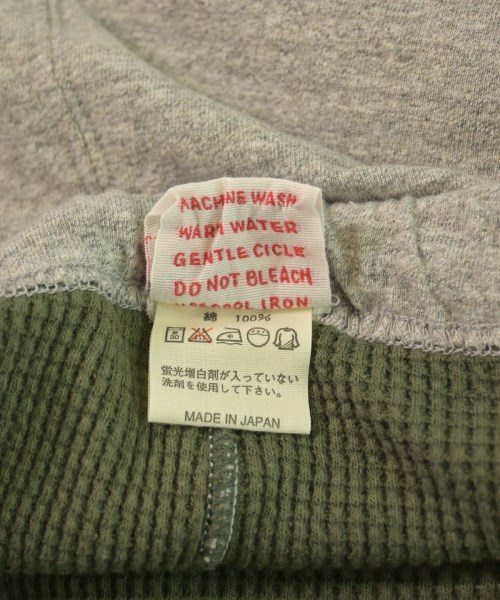 MACHINE WASH
WARM WATER
GENTLE CICLE
DO NOT BLEACH
COOL IRON
綿 100%
蛍光増白剤が入っていない
洗剤を使用して下さい。
MADE IN JAPAN